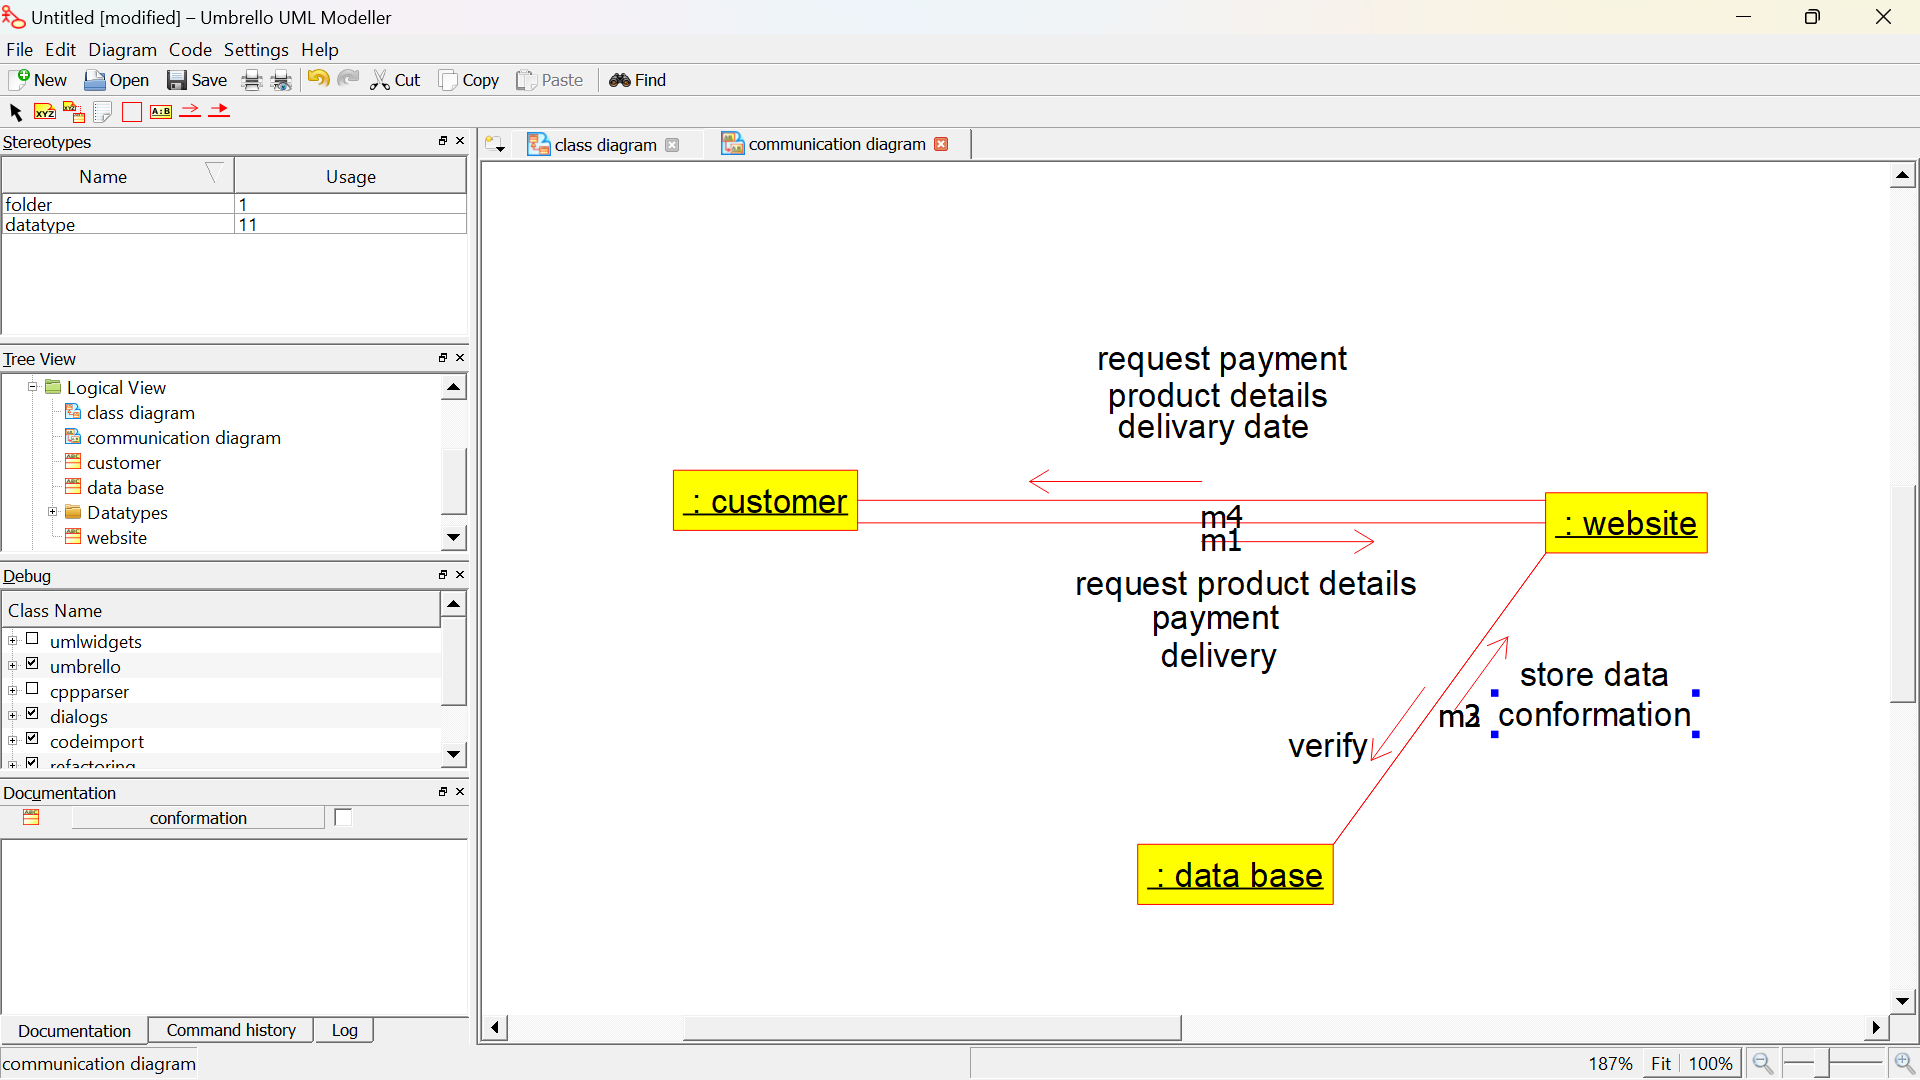 Untitled [modified] – Umbrello UML Modeller
File Edit Diagram Code Settings Help
New Open Save Cut Copy Paste Find
XYZ XYZ A:B
Stereotypes
Name Usage
folder 1
datatype 11
Tree View
Logical View
class diagram
communication diagram
customer
data base
Datatypes
website
Debug
Class Name
umlwidgets
umbrello
cppparser
dialogs
codeimport
refactoring
Documentation
conformation
Documentation Command history Log
communication diagram
class diagram communication diagram
request payment
product details
delivary date
: customer
m4
: website
m1
request product details
payment
delivery
store data
conformation
verify
: data base
187% Fit 100%